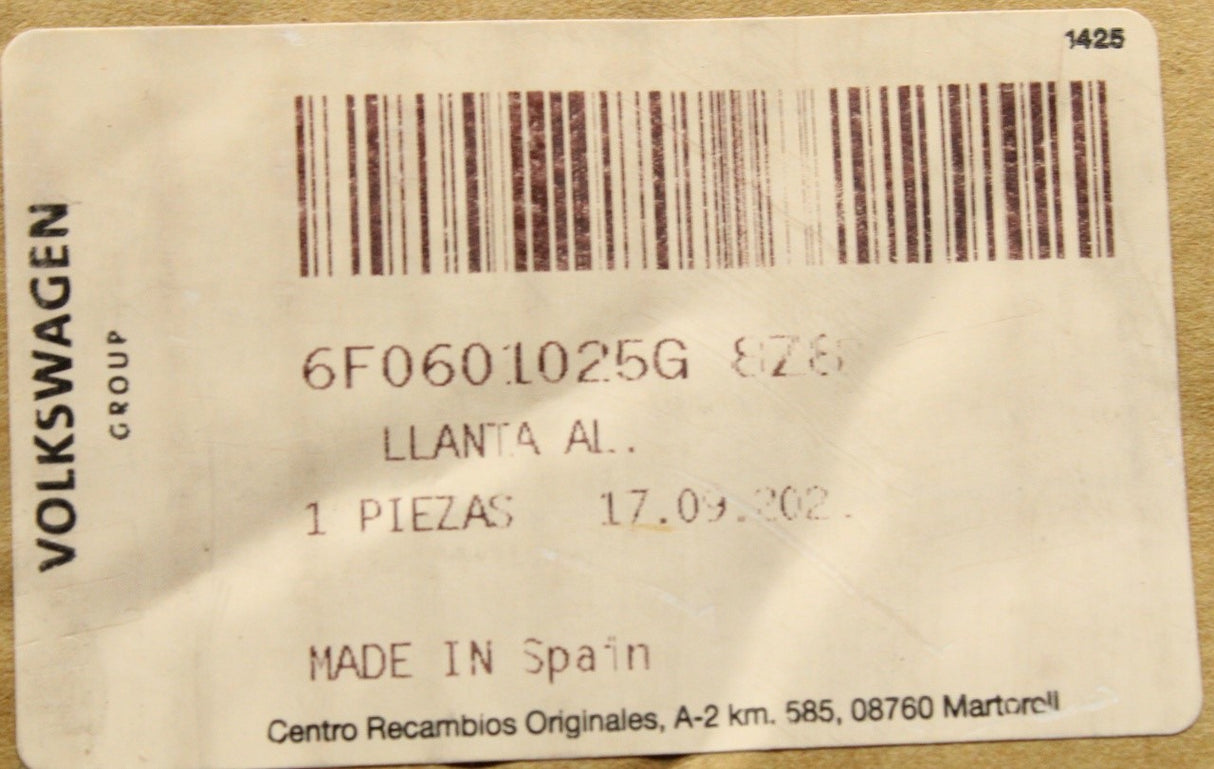 1425
VOLKSWAGEN
GROUP
6F0601025G 8Z8
LLANTA AL.
1 PIEZAS
MADE IN Spain
Centro Recambios Originales, A-2 km. 585, 08760 Martorell